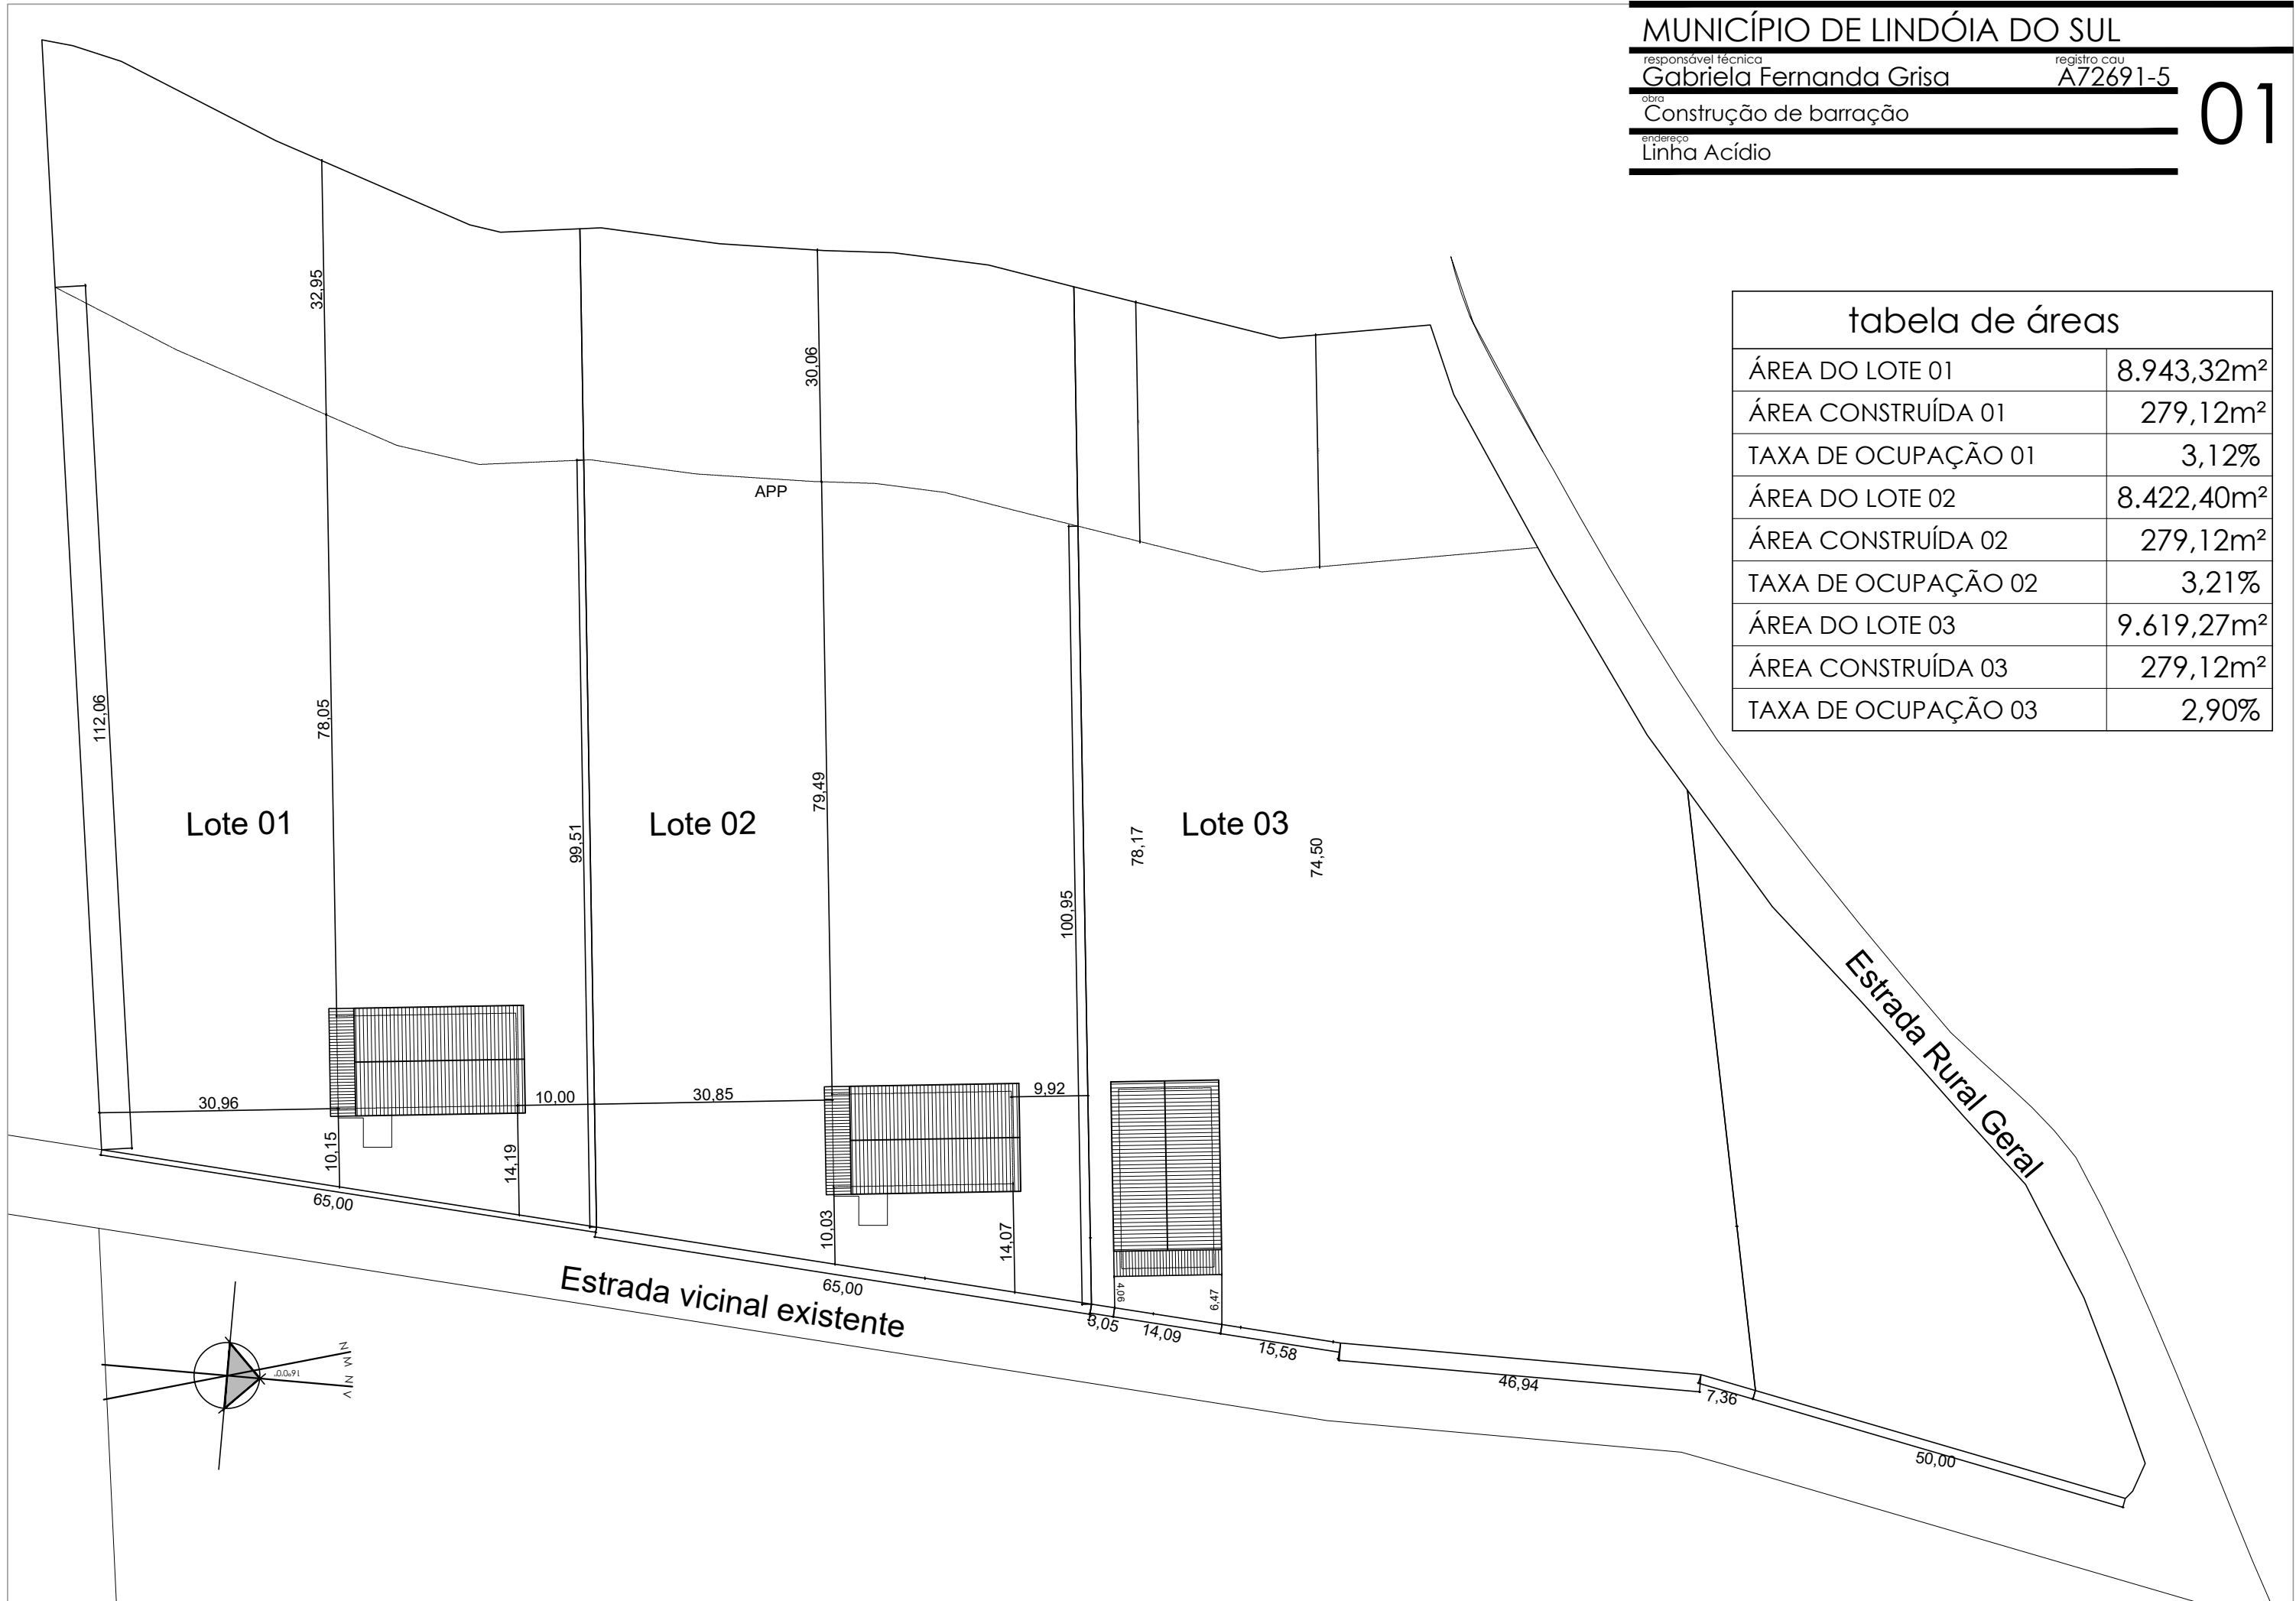 MUNICÍPIO DE LINDÓIA DO SUL
responsável técnica
registro cau
Gabriela Fernanda Grisa
A72691-5
01
obra
Construção de barração
endereço
Linha Acídio
tabela de áreas
ÁREA DO LOTE 01 8.943,32m²
ÁREA CONSTRUÍDA 01 279,12m²
TAXA DE OCUPAÇÃO 01 3,12%
ÁREA DO LOTE 02 8.422,40m²
ÁREA CONSTRUÍDA 02 279,12m²
TAXA DE OCUPAÇÃO 02 3,21%
ÁREA DO LOTE 03 9.619,27m²
ÁREA CONSTRUÍDA 03 279,12m²
TAXA DE OCUPAÇÃO 03 2,90%
32,95
30,06
APP
112,06
78,05
79,49
99,51
100,95
78,17
74,50
Lote 01
Lote 02
Lote 03
30,96
10,00
30,85
9,92
10,15
14,19
10,03
14,07
4,06
6,47
65,00
65,00
3,05
14,09
15,58
46,94
7,36
50,00
Estrada vicinal existente
Estrada Rural Geral
N M
N V
16°0'0"